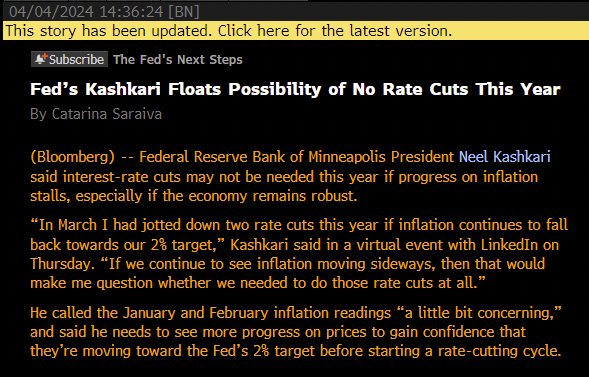 04/04/2024 14:36:24 [BN]
This story has been updated. Click here for the latest version.
Subscribe The Fed's Next Steps
Fed’s Kashkari Floats Possibility of No Rate Cuts This Year
By Catarina Saraiva
(Bloomberg) -- Federal Reserve Bank of Minneapolis President Neel Kashkari
said interest-rate cuts may not be needed this year if progress on inflation
stalls, especially if the economy remains robust.
“In March I had jotted down two rate cuts this year if inflation continues to fall
back towards our 2% target,” Kashkari said in a virtual event with LinkedIn on
Thursday. “If we continue to see inflation moving sideways, then that would
make me question whether we needed to do those rate cuts at all.”
He called the January and February inflation readings “a little bit concerning,”
and said he needs to see more progress on prices to gain confidence that
they’re moving toward the Fed’s 2% target before starting a rate-cutting cycle.